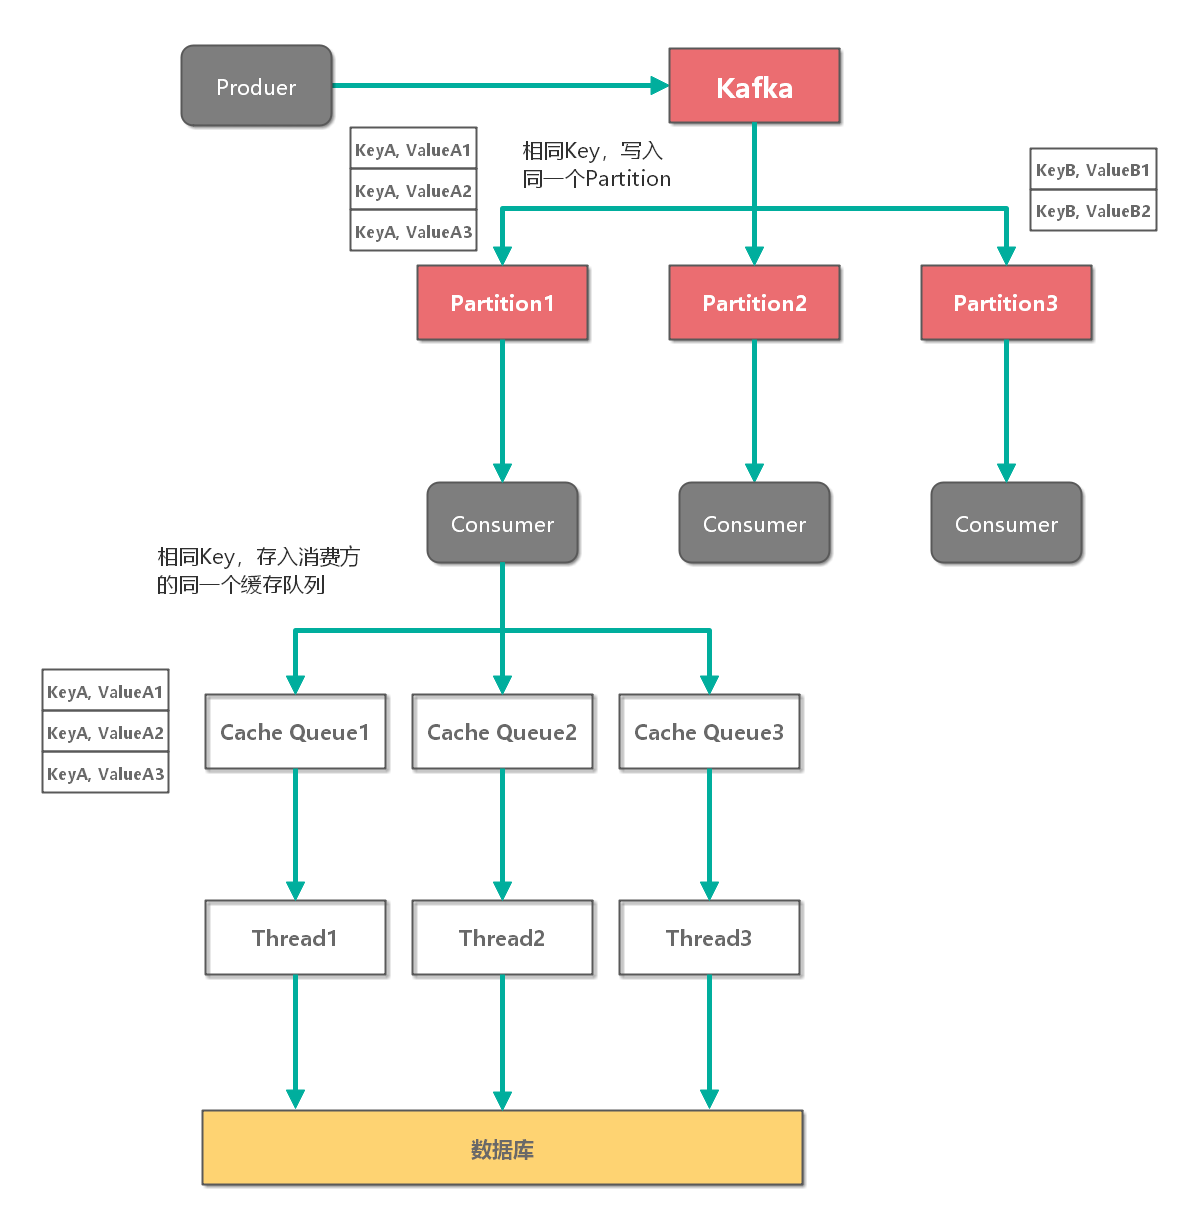 Produer
Kafka
KeyA, ValueA1
KeyA, ValueA2
KeyA, ValueA3
相同Key，写入
同一个Partition
KeyB, ValueB1
KeyB, ValueB2
Partition1
Partition2
Partition3
Consumer
Consumer
Consumer
相同Key，存入消费方
的同一个缓存队列
KeyA, ValueA1
KeyA, ValueA2
KeyA, ValueA3
Cache Queue1
Cache Queue2
Cache Queue3
Thread1
Thread2
Thread3
数据库